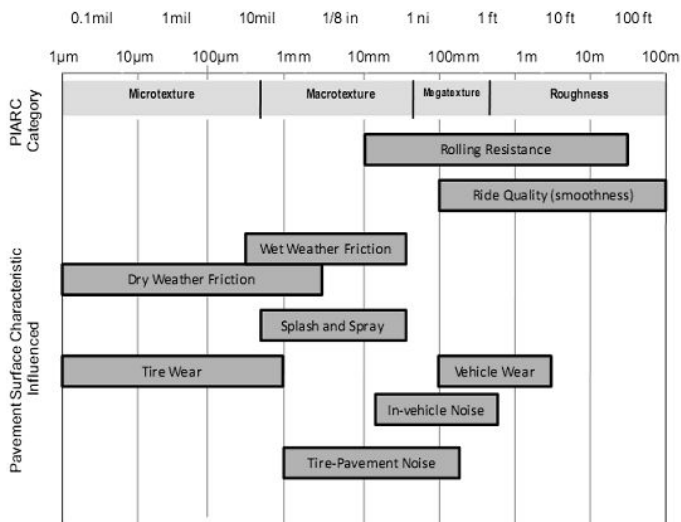 0.1mil 1mil 10mil 1/8 in 1 ni 1 ft 10 ft 100 ft
1μm 10μm 100μm 1mm 10mm 100mm 1m 10m 100m
PIARC
Category
Microtexture Macrotexture Megatexture Roughness
Rolling Resistance
Ride Quality (smoothness)
Pavement Surface Characteristic
Influenced
Wet Weather Friction
Dry Weather Friction
Splash and Spray
Tire Wear Vehicle Wear
In-vehicle Noise
Tire-Pavement Noise